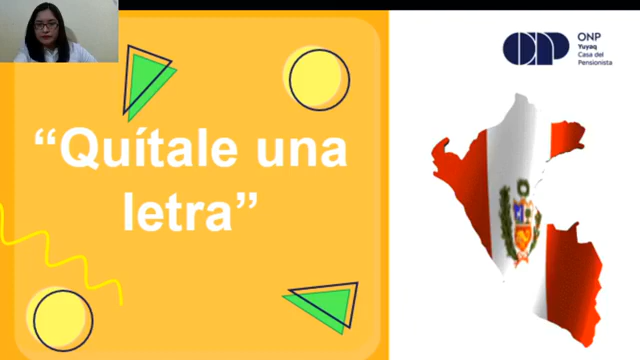 “Quítale una
letra”
ONP
Yuyaq
Casa del
Pensionista